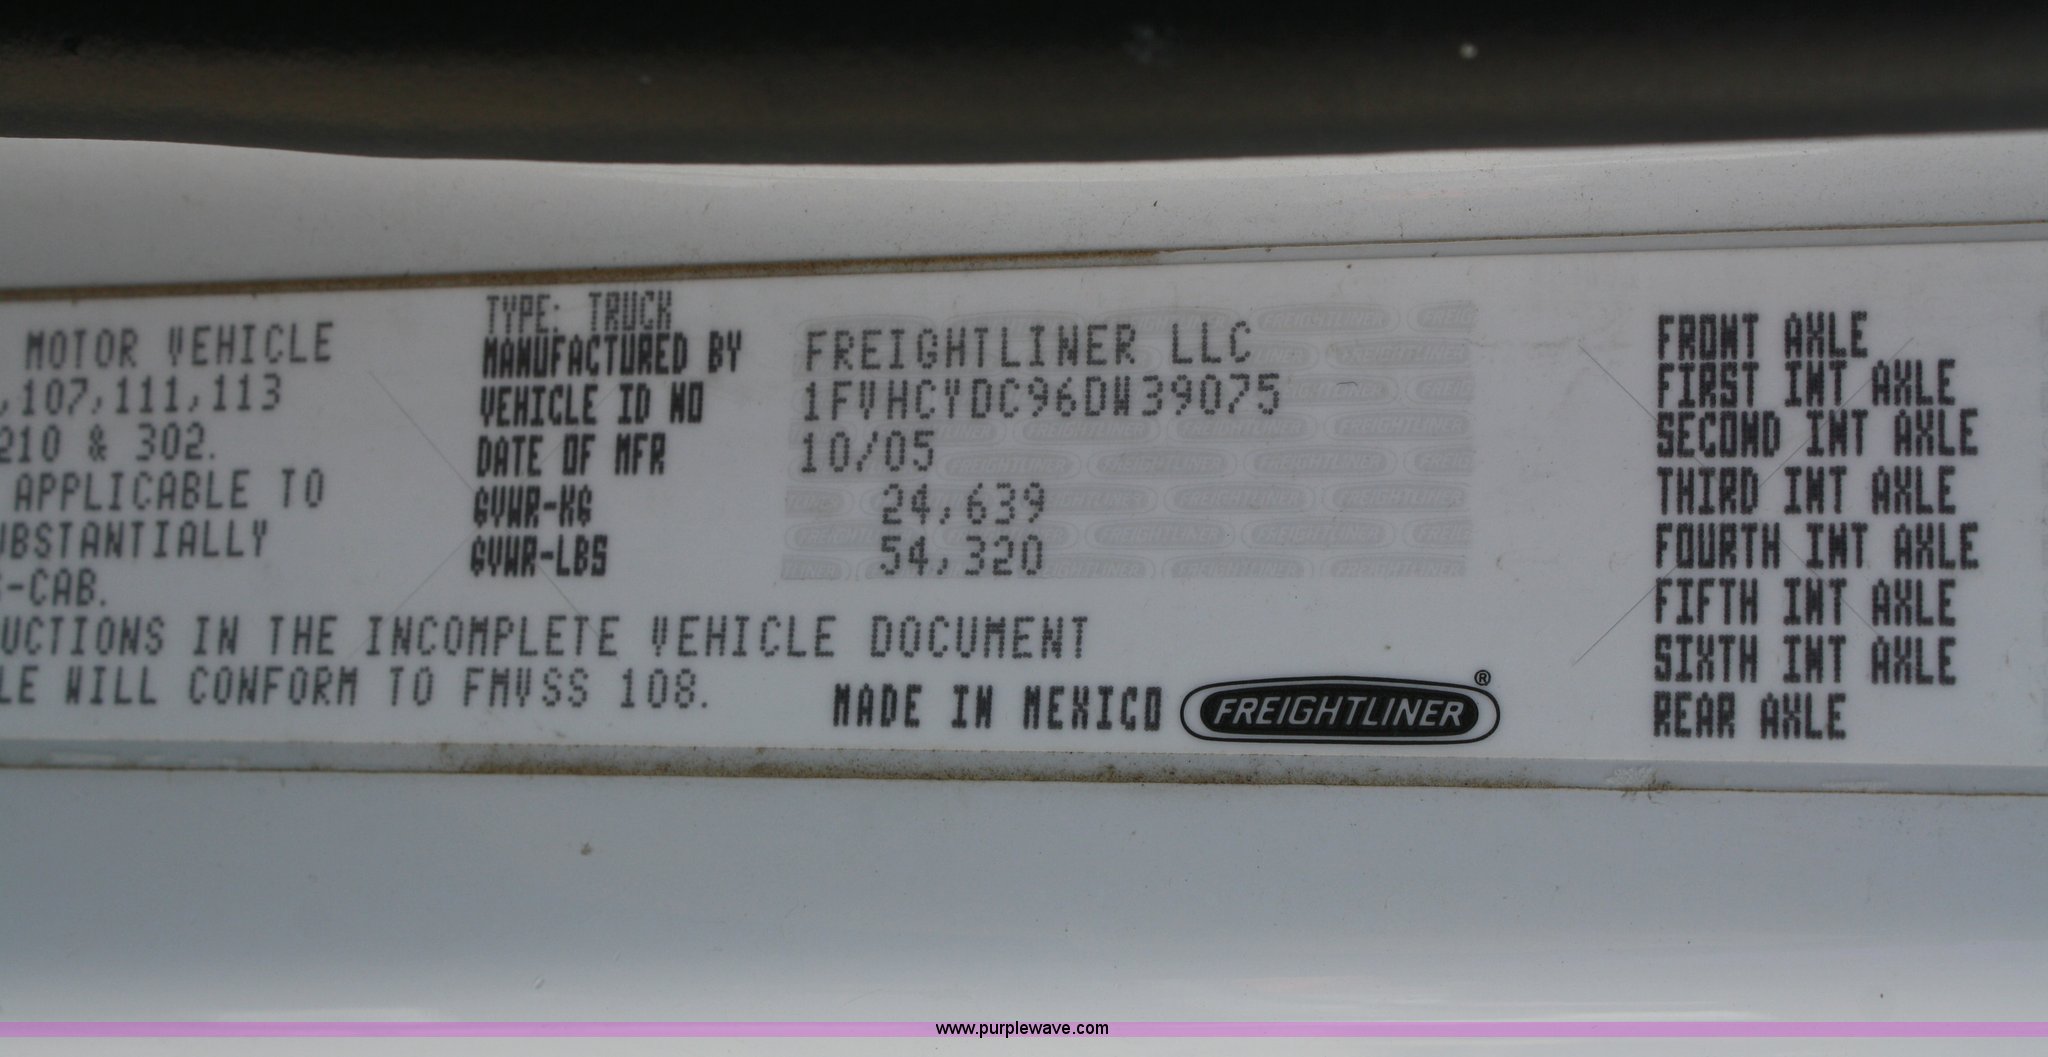 MOTOR VEHICLE
,107,111,113
210 & 302.
APPLICABLE TO
UBSTANTIALLY
S-CAB.
UCTIONS IN THE INCOMPLETE VEHICLE DOCUMENT
LE WILL CONFORM TO FMVSS 108.
TYPE: TRUCK
MANUFACTURED BY FREIGHTLINER LLC
VEHICLE ID NO 1FVHCYDC96DW39075
DATE OF MFR 10/05
GVWR-KG 24,639
GVWR-LBS 54,320
MADE IN MEXICO FREIGHTLINER®
FRONT AXLE
FIRST INT AXLE
SECOND INT AXLE
THIRD INT AXLE
FOURTH INT AXLE
FIFTH INT AXLE
SIXTH INT AXLE
REAR AXLE
www.purplewave.com